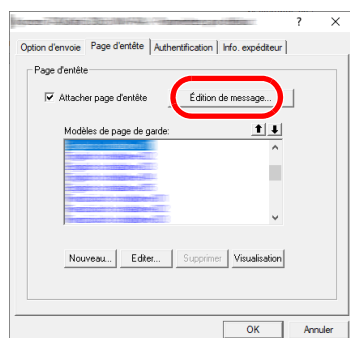 ? ×
Option d'envoie Page d'entête Authentification Info. expéditeur
Page d'entête
Attacher page d'entête Édition de message...
Modèles de page de garde:
Nouveau... Editer... Supprimer Visualisation
OK Annuler